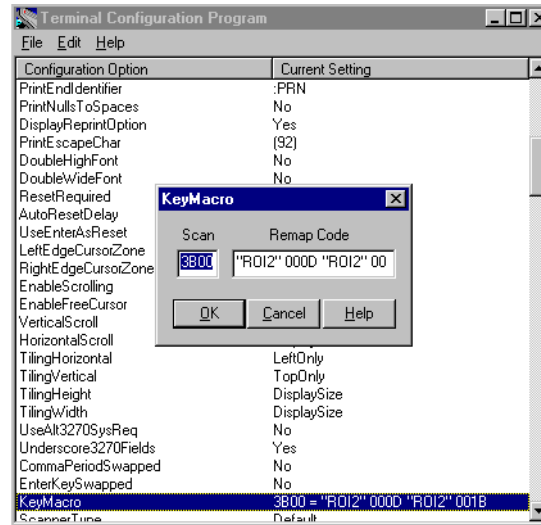 Terminal Configuration Program
File Edit Help
Configuration Option Current Setting
PrintEndIdentifier :PRN
PrintNullsToSpaces No
DisplayReprintOption Yes
PrintEscapeChar (92)
DoubleHighFont No
DoubleWideFont No
ResetRequired
AutoResetDelay
UseEnterAsReset
LeftEdgeCursorZone
RightEdgeCursorZone
EnableScrolling
EnableFreeCursor
VerticalScroll
HorizontalScroll
TilingHorizontal LeftOnly
TilingVertical TopOnly
TilingHeight DisplaySize
TilingWidth DisplaySize
UseAlt3270SysReq No
Underscore3270Fields Yes
CommaPeriodSwapped No
EnterKeySwapped No
KeyMacro 3B00 = "ROI2" 000D "ROI2" 001B
ScannerType Default
KeyMacro
Scan Remap Code
3B00 "ROI2" 000D "ROI2" 00
OK Cancel Help